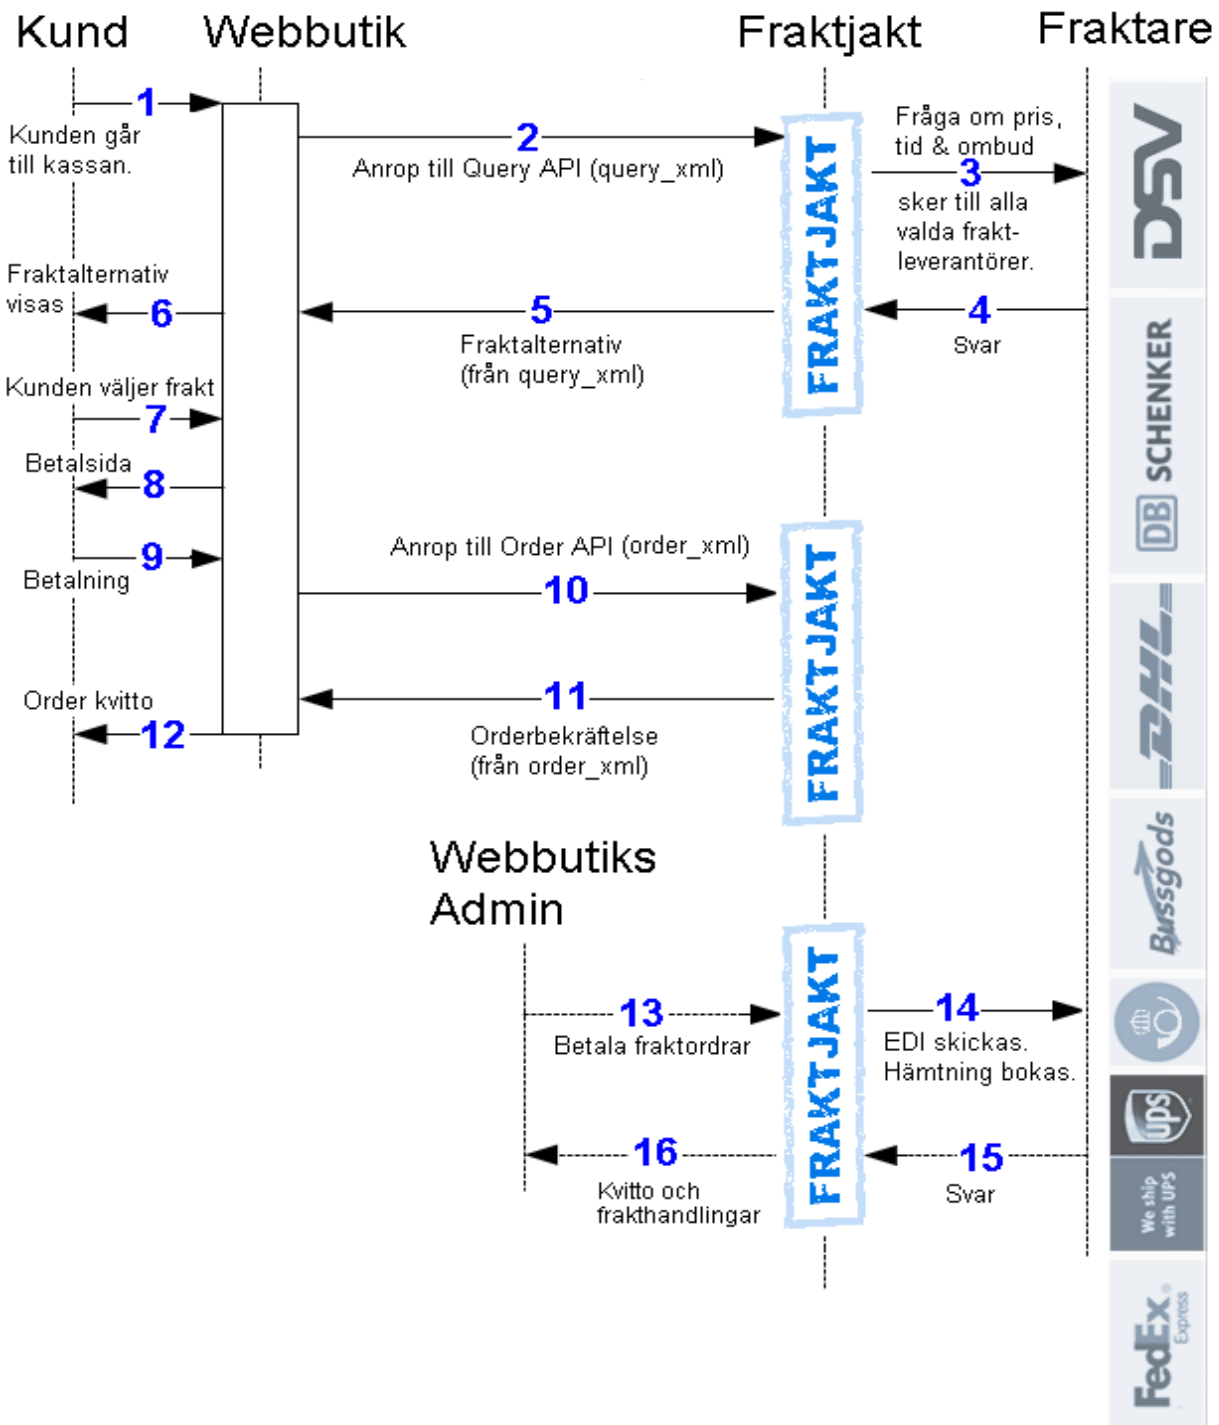 Kund
Webbutik
Fraktjakt
Fraktare
1
Kunden går
till kassan.
2
Anrop till Query API (query_xml)
Fråga om pris,
tid & ombud
3
sker till alla
valda frakt-
leverantörer.
FRAKTJAKT
DSV
Fraktalternativ
visas
6
5
Fraktalternativ
(från query_xml)
4
Svar
Kunden väljer frakt
7
Betalsida
8
DB SCHENKER
9
Betalning
Anrop till Order API (order_xml)
10
FRAKTJAKT
DHL
Order kvitto
12
11
Orderbekräftelse
(från order_xml)
Bussgods
Webbutiks
Admin
13
Betala fraktordrar
FRAKTJAKT
14
EDI skickas.
Hämtning bokas.
16
Kvitto och
frakthandlingar
15
Svar
ups
We ship
with UPS
FedEx
Express